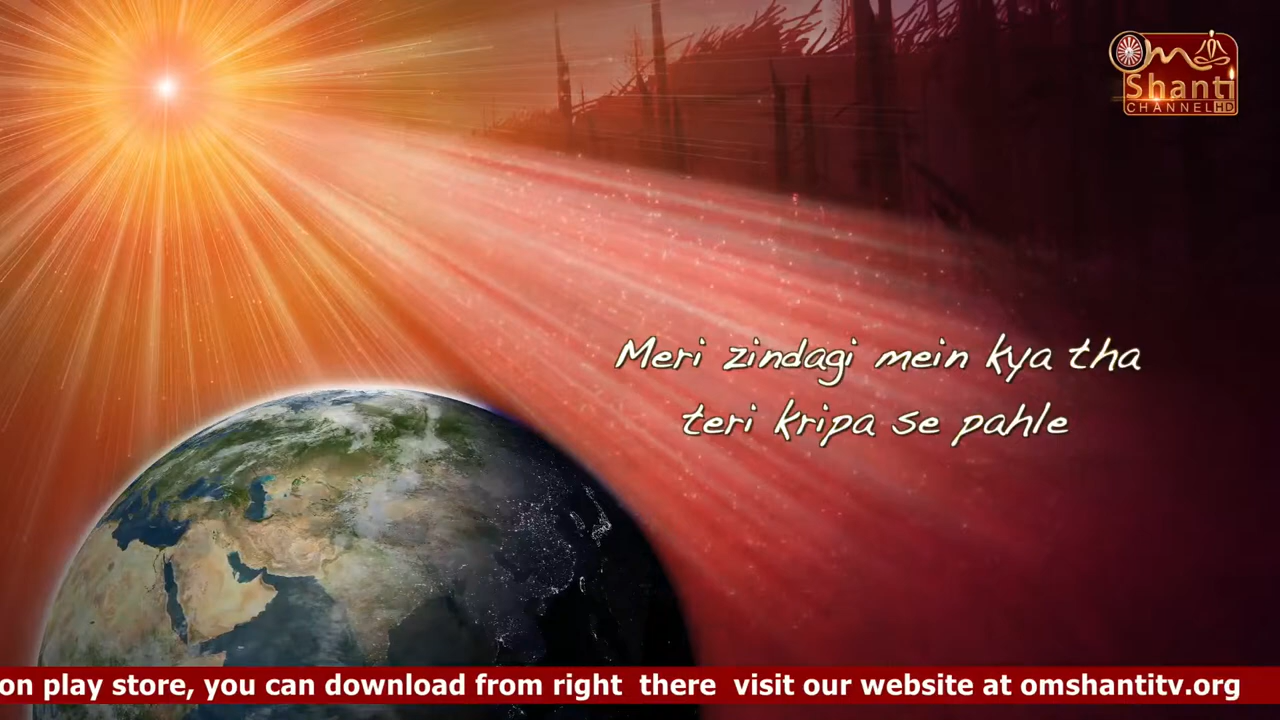 Om
Shanti
CHANNEL HD
Meri zindagi mein kya tha
teri kripa se pahle
on play store, you can download from right there visit our website at omshantitv.org